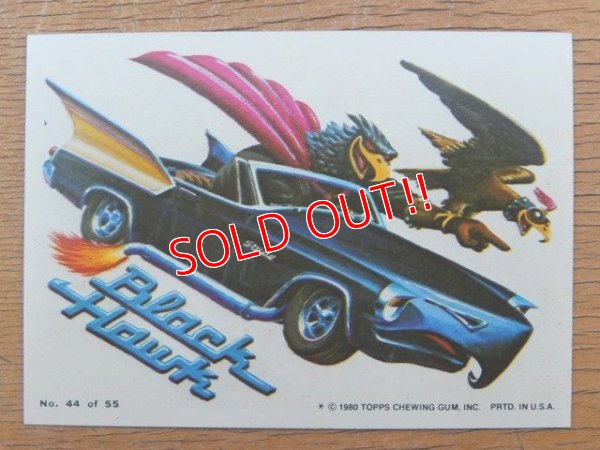 SOLD OUT!!
Black
Hawk
No. 44 of 55
* © 1980 TOPPS CHEWING GUM, INC. PRTD. IN U.S.A.